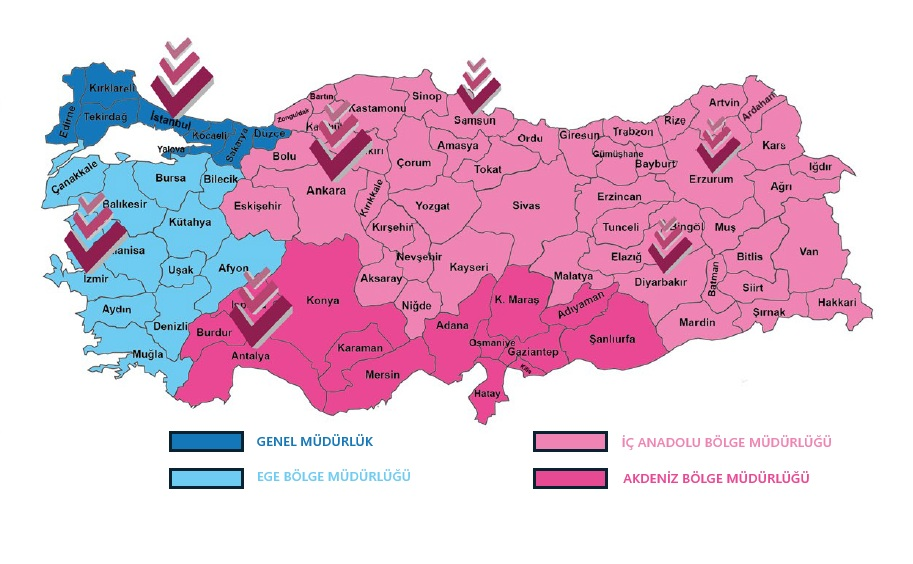 Kırklareli
Edirne
Tekirdağ
İstanbul
Kocaeli
Yalova
Sakarya
Düzce
Bartın
Zonguldak
Kastamonu
Sinop
Samsun
Artvin
Ardahan
Rize
Trabzon
Giresun
Ordu
Gümüşhane
Bayburt
Kars
Iğdır
Ağrı
Erzurum
Çanakkale
Bursa
Bilecik
Bolu
Çorum
Amasya
Tokat
Balıkesir
Kütahya
Eskişehir
Ankara
Kırıkkale
Yozgat
Sivas
Erzincan
Tunceli
Bingöl
Muş
Kırşehir
Nevşehir
Kayseri
Elazığ
Malatya
Bitlis
Van
İzmir
Uşak
Afyon
Aksaray
Niğde
Diyarbakır
Batman
Siirt
Hakkari
Şırnak
Mardin
Aydın
Denizli
Burdur
Konya
K. Maraş
Adıyaman
Şanlıurfa
Adana
Osmaniye
Gaziantep
Kilis
Muğla
Antalya
Karaman
Mersin
Hatay
GENEL MÜDÜRLÜK
EGE BÖLGE MÜDÜRLÜĞÜ
İÇ ANADOLU BÖLGE MÜDÜRLÜĞÜ
AKDENİZ BÖLGE MÜDÜRLÜĞÜ